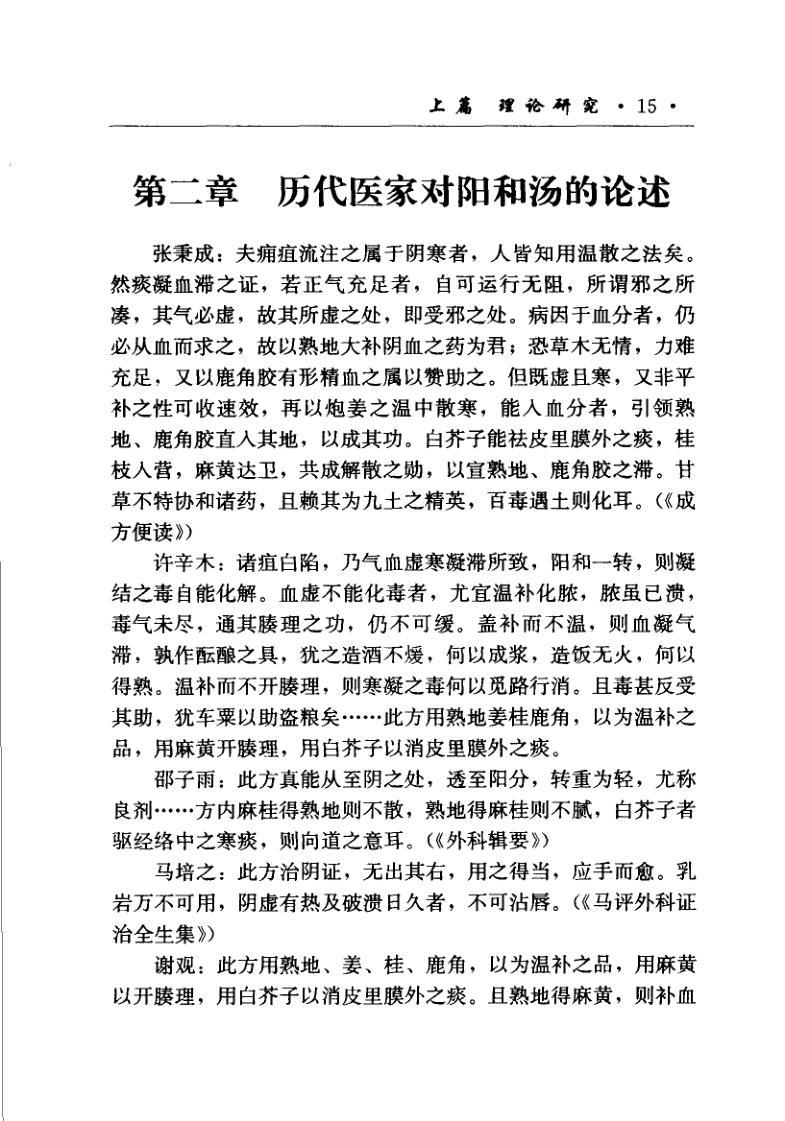 上篇 理论研究 · 15 ·
第二章 历代医家对阳和汤的论述
张秉成：夫痈疽流注之属于阴寒者，人皆知用温散之法矣。
然痰凝血滞之证，若正气充足者，自可运行无阻，所谓邪之所
凑，其气必虚，故其所虚之处，即受邪之处。病因于血分者，仍
必从血而求之，故以熟地大补阴血之药为君；恐草木无情，力难
充足，又以鹿角胶有形精血之属以赞助之。但既虚且寒，又非平
补之性可收速效，再以炮姜之温中散寒，能入血分者，引领熟
地、鹿角胶直入其地，以成其功。白芥子能祛皮里膜外之痰，桂
枝入营，麻黄达卫，共成解散之勋，以宣熟地、鹿角胶之滞。甘
草不特协和诸药，且赖其为九土之精英，百毒遇土则化耳。（《成
方便读》）
许辛木：诸疽白陷，乃气血虚寒凝滞所致，阳和一转，则凝
结之毒自能化解。血虚不能化毒者，尤宜温补化脓，脓虽已溃，
毒气未尽，通其腠理之功，仍不可缓。盖补而不温，则血凝气
滞，孰作酝酿之具，犹之造酒不煖，何以成浆，造饭无火，何以
得熟。温补而不开腠理，则寒凝之毒何以觅路行消。且毒甚反受
其助，犹车粟以助盗粮矣……此方用熟地姜桂鹿角，以为温补之
品，用麻黄开腠理，用白芥子以消皮里膜外之痰。
邵子雨：此方真能从至阴之处，透至阳分，转重为轻，尤称
良剂……方内麻桂得熟地则不散，熟地得麻桂则不腻，白芥子者
驱经络中之寒痰，则向道之意耳。（《外科辑要》）
马培之：此方治阴证，无出其右，用之得当，应手而愈。乳
岩万不可用，阴虚有热及破溃日久者，不可沾唇。（《马评外科证
治全生集》）
谢观：此方用熟地、姜、桂、鹿角，以为温补之品，用麻黄
以开腠理，用白芥子以消皮里膜外之痰。且熟地得麻黄，则补血